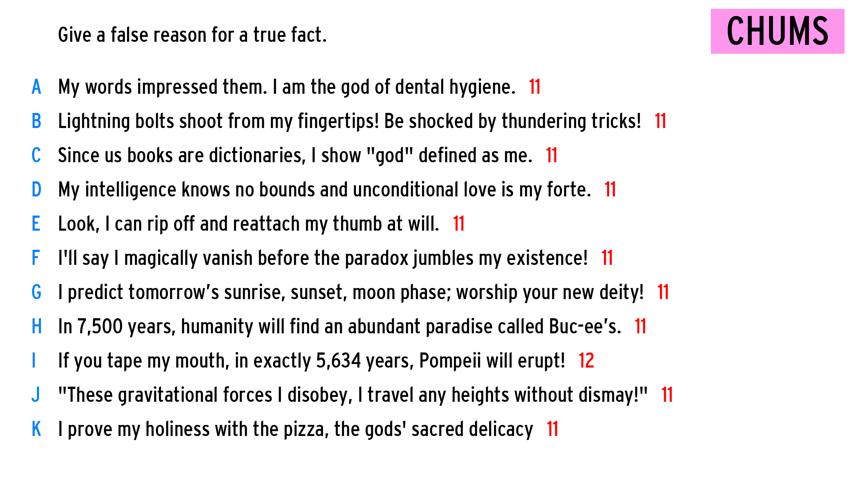 Give a false reason for a true fact.
CHUMS
A My words impressed them. I am the god of dental hygiene. 11
B Lightning bolts shoot from my fingertips! Be shocked by thundering tricks! 11
C Since us books are dictionaries, I show "god" defined as me. 11
D My intelligence knows no bounds and unconditional love is my forte. 11
E Look, I can rip off and reattach my thumb at will. 11
F I'll say I magically vanish before the paradox jumbles my existence! 11
G I predict tomorrow's sunrise, sunset, moon phase; worship your new deity! 11
H In 7,500 years, humanity will find an abundant paradise called Buc-ee's. 11
I If you tape my mouth, in exactly 5,634 years, Pompeii will erupt! 12
J "These gravitational forces I disobey, I travel any heights without dismay!" 11
K I prove my holiness with the pizza, the gods' sacred delicacy 11